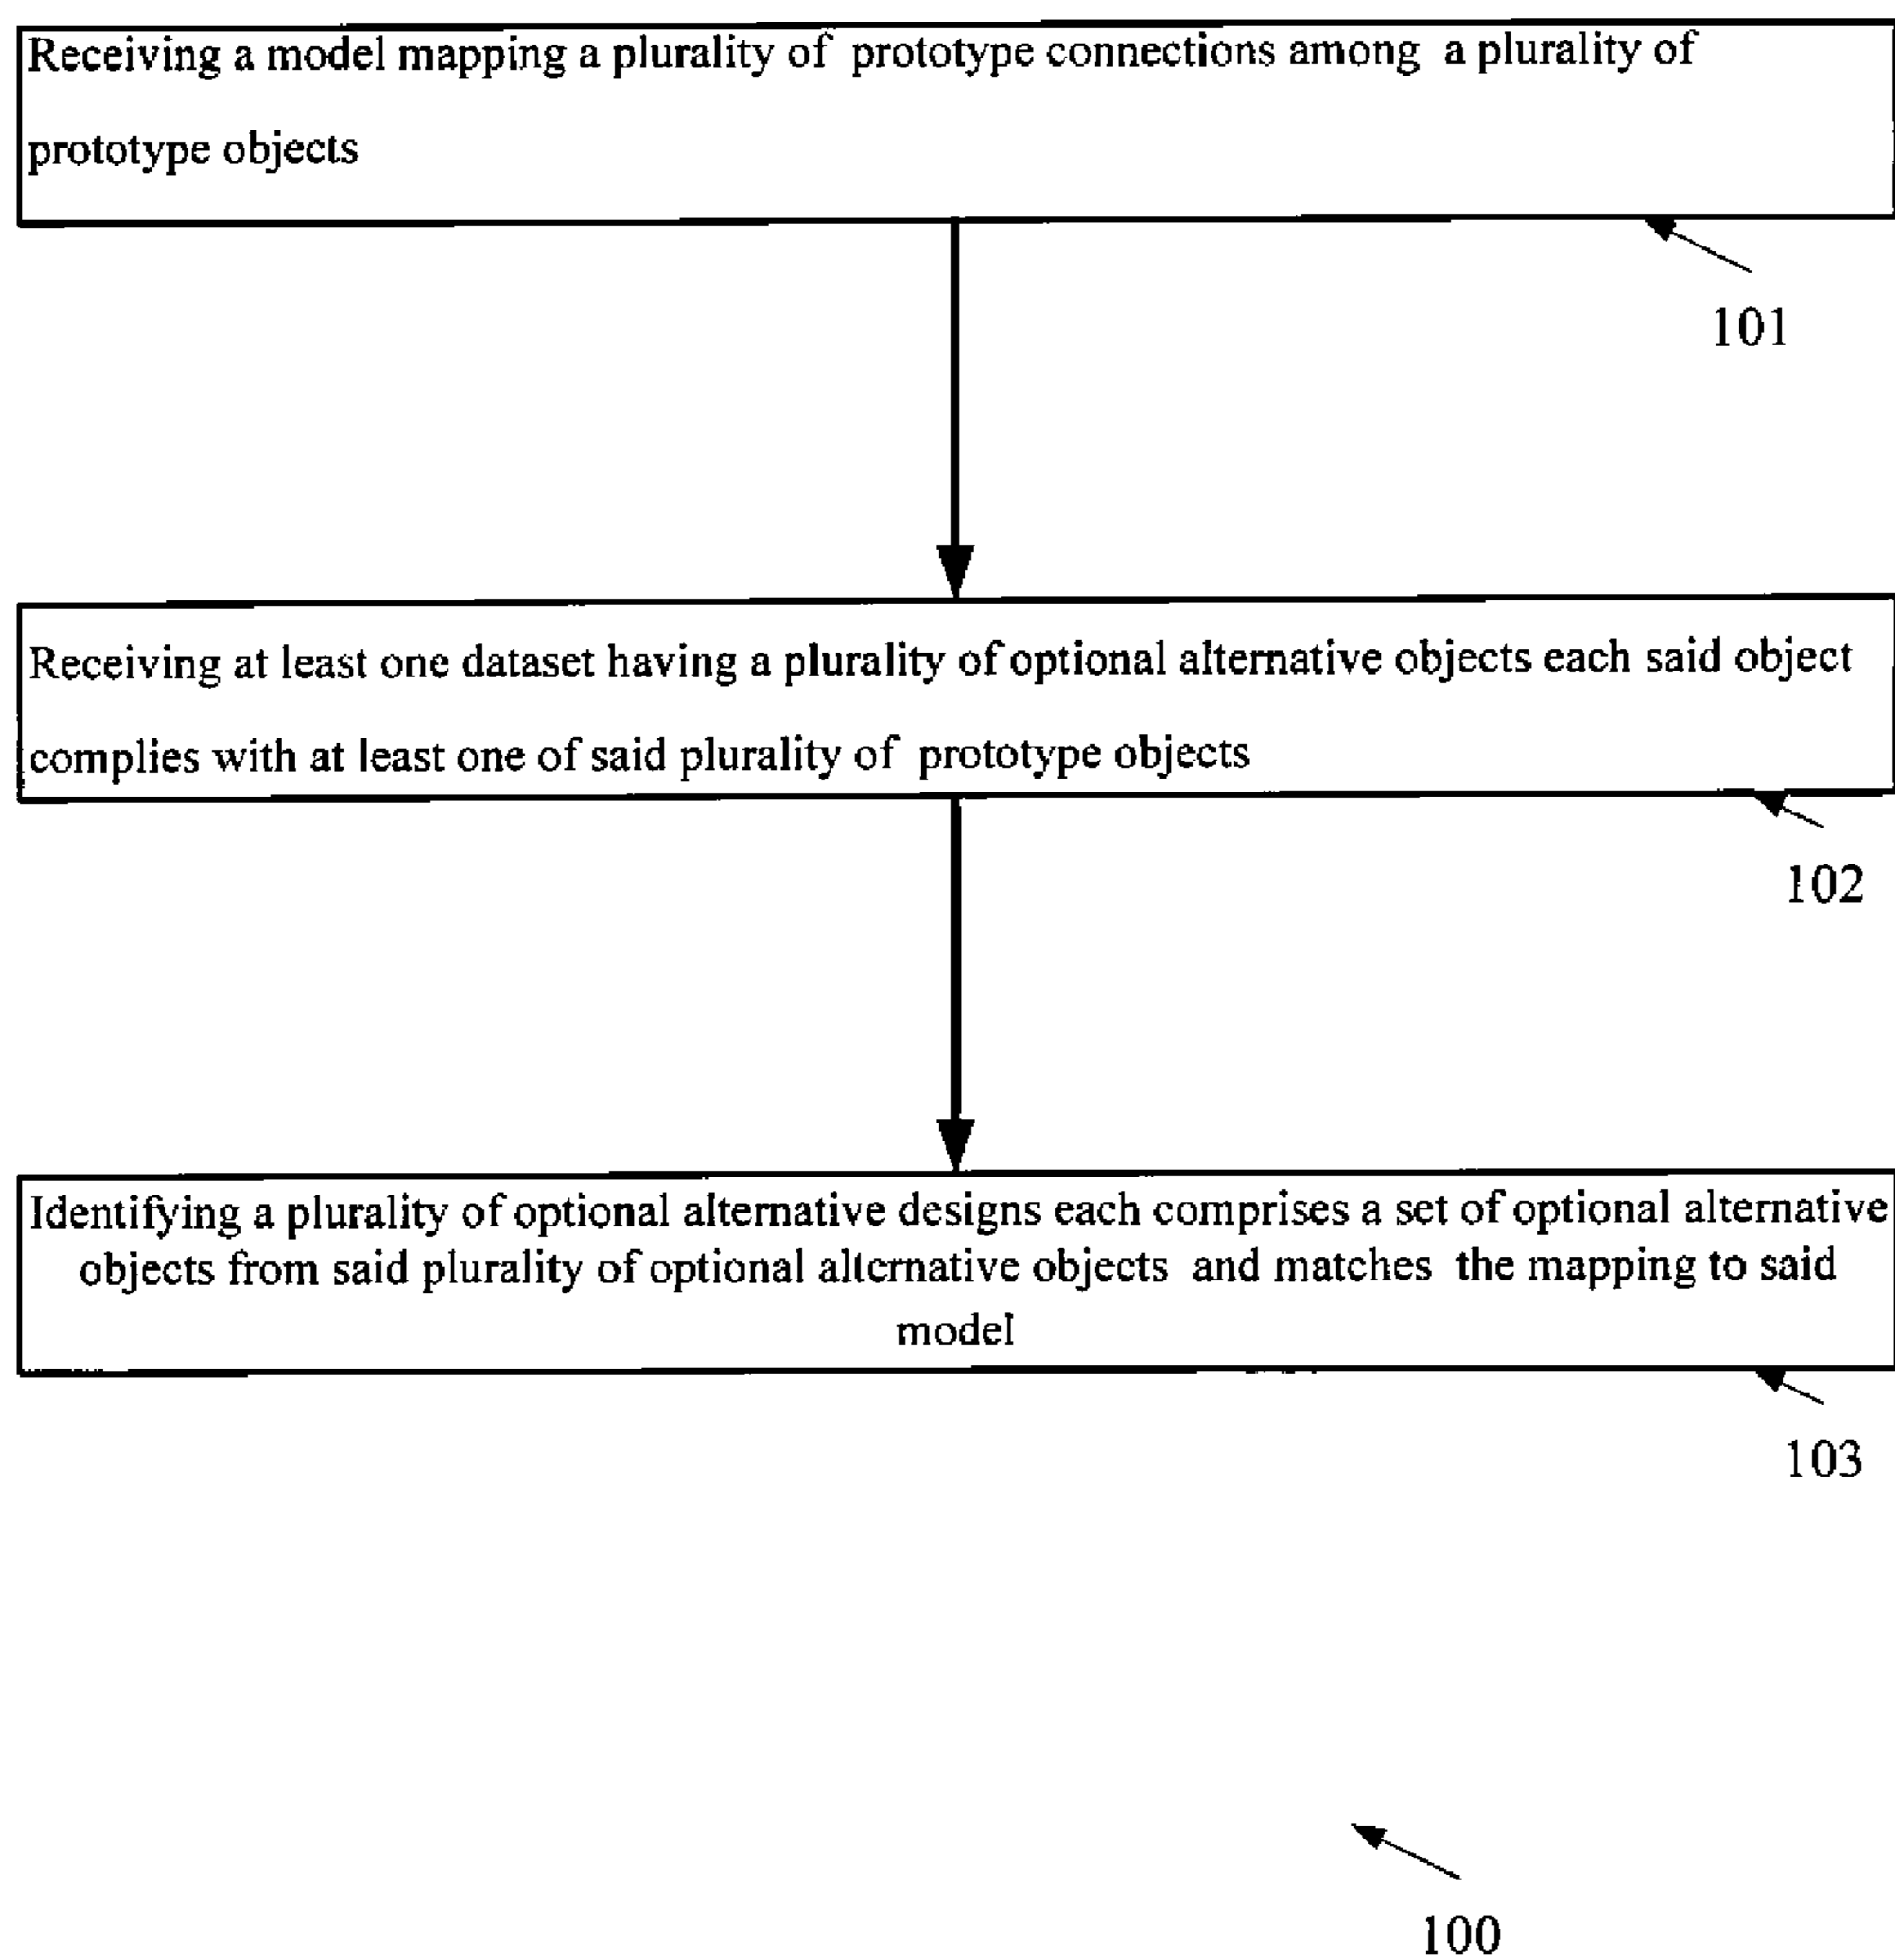 Receiving a model mapping a plurality of prototype connections among a plurality of
prototype objects
101
Receiving at least one dataset having a plurality of optional alternative objects each said object
complies with at least one of said plurality of prototype objects
102
Identifying a plurality of optional alternative designs each comprises a set of optional alternative
objects from said plurality of optional alternative objects and matches the mapping to said
model
103
100